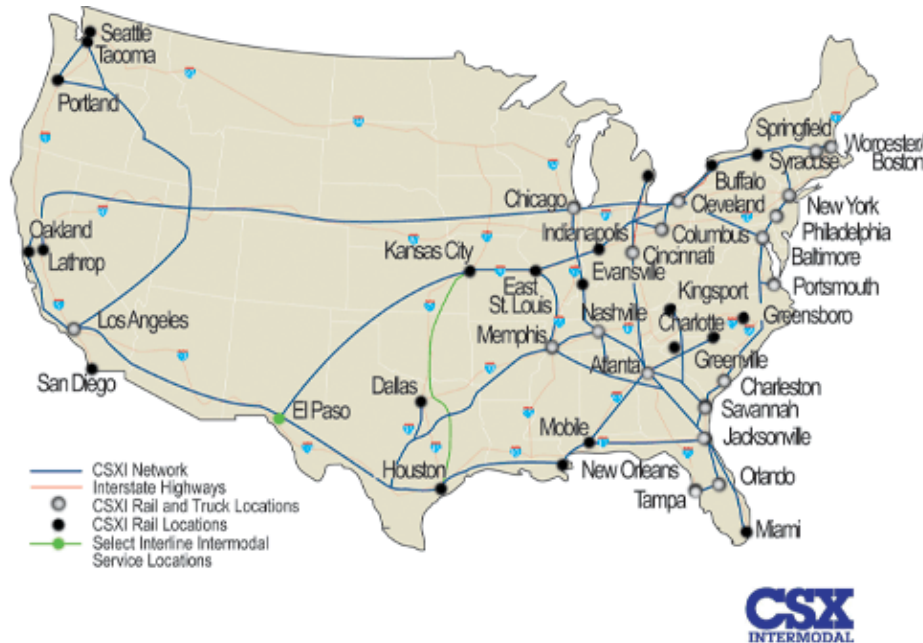 Seattle
Tacoma
Portland
Springfield
Worcester/
Boston
Syracuse
Buffalo
Chicago
Cleveland
New York
Oakland
Indianapolis
Columbus
Philadelphia
Kansas City
Cincinnati
Baltimore
Lathrop
East
St. Louis
Evansville
Kingsport
Portsmouth
Los Angeles
Nashville
Memphis
Charlotte
Greensboro
Atlanta
Greenville
San Diego
Dallas
Charleston
El Paso
Savannah
Mobile
Jacksonville
Houston
New Orleans
Orlando
Tampa
Miami
CSXI Network
Interstate Highways
CSXI Rail and Truck Locations
CSXI Rail Locations
Select Interline Intermodal
Service Locations
CSX
INTERMODAL